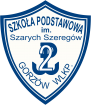 SZKOŁA PODSTAWOWA
im.
Szarych Szeregów
2
GORZÓW WLKP.